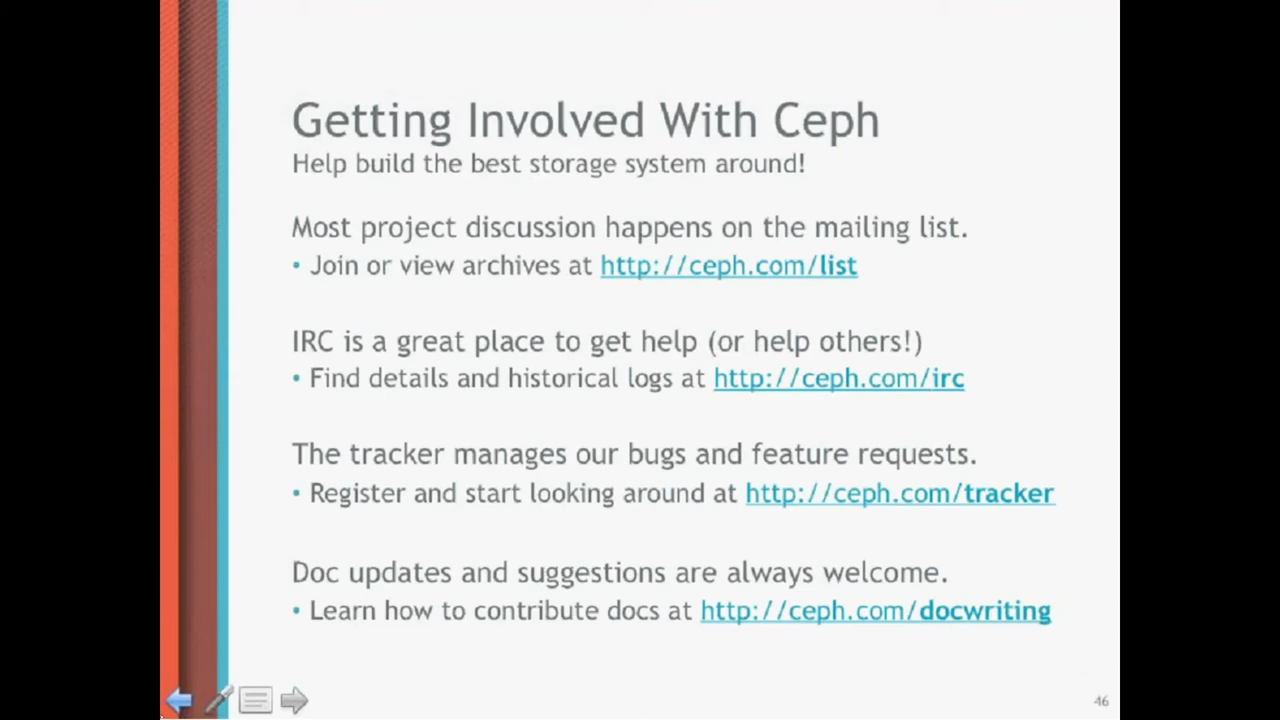 Getting Involved With Ceph
Help build the best storage system around!
Most project discussion happens on the mailing list.
• Join or view archives at http://ceph.com/list
IRC is a great place to get help (or help others!)
• Find details and historical logs at http://ceph.com/irc
The tracker manages our bugs and feature requests.
• Register and start looking around at http://ceph.com/tracker
Doc updates and suggestions are always welcome.
• Learn how to contribute docs at http://ceph.com/docwriting
46